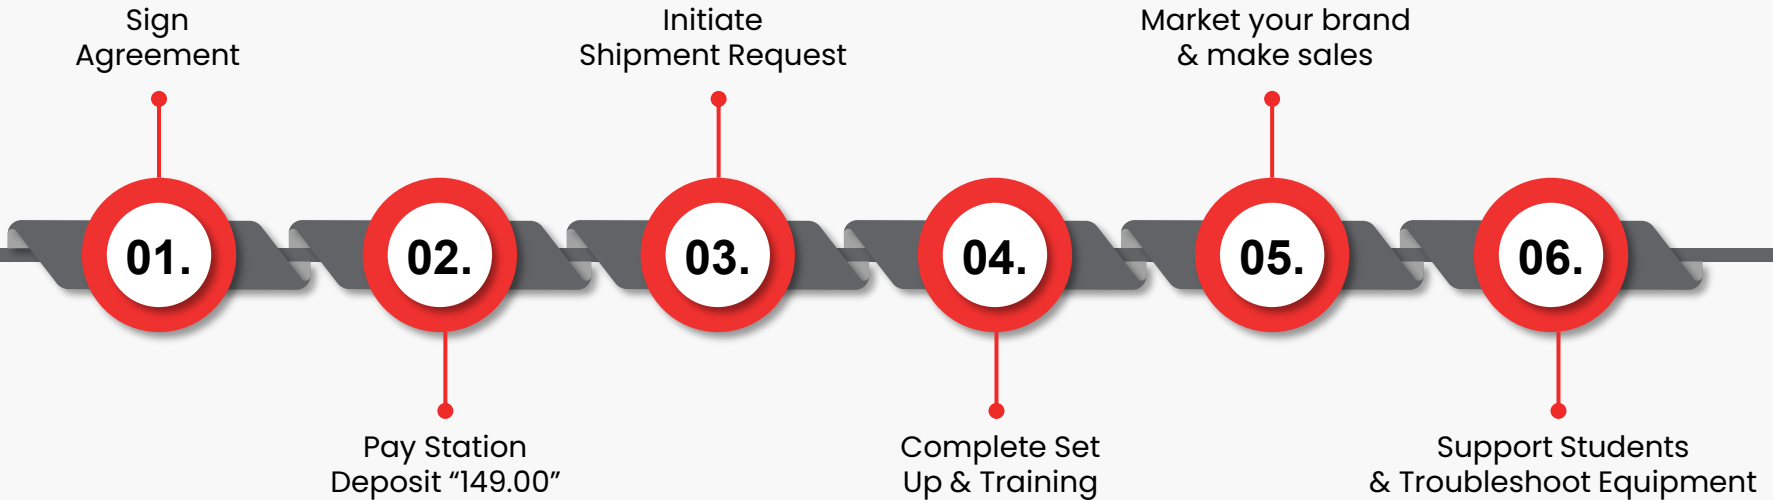 Sign
Agreement
Initiate
Shipment Request
Market your brand
& make sales
01.
02.
03.
04.
05.
06.
Pay Station
Deposit “149.00”
Complete Set
Up & Training
Support Students
& Troubleshoot Equipment